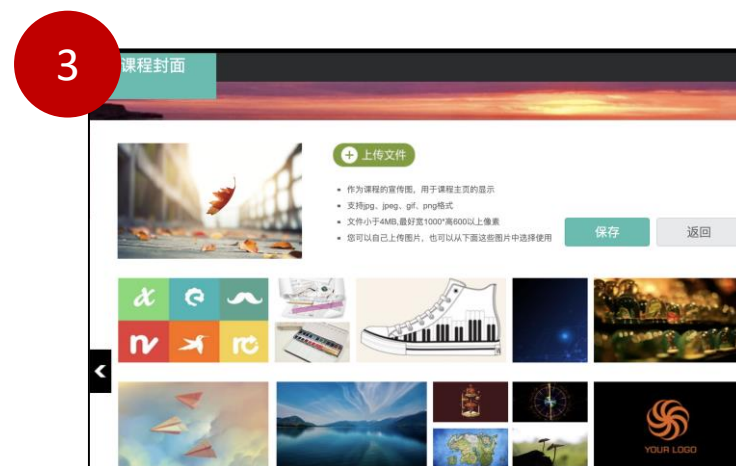 3
课程封面
上传文件
作为课程的宣传图，用于课程主页的显示
支持jpg、jpeg、gif、png格式
文件小于4MB,最好宽1000*高600以上像素
您可以自己上传图片，也可以从下面这些图片中选择使用
保存
返回
YOUR LOGO